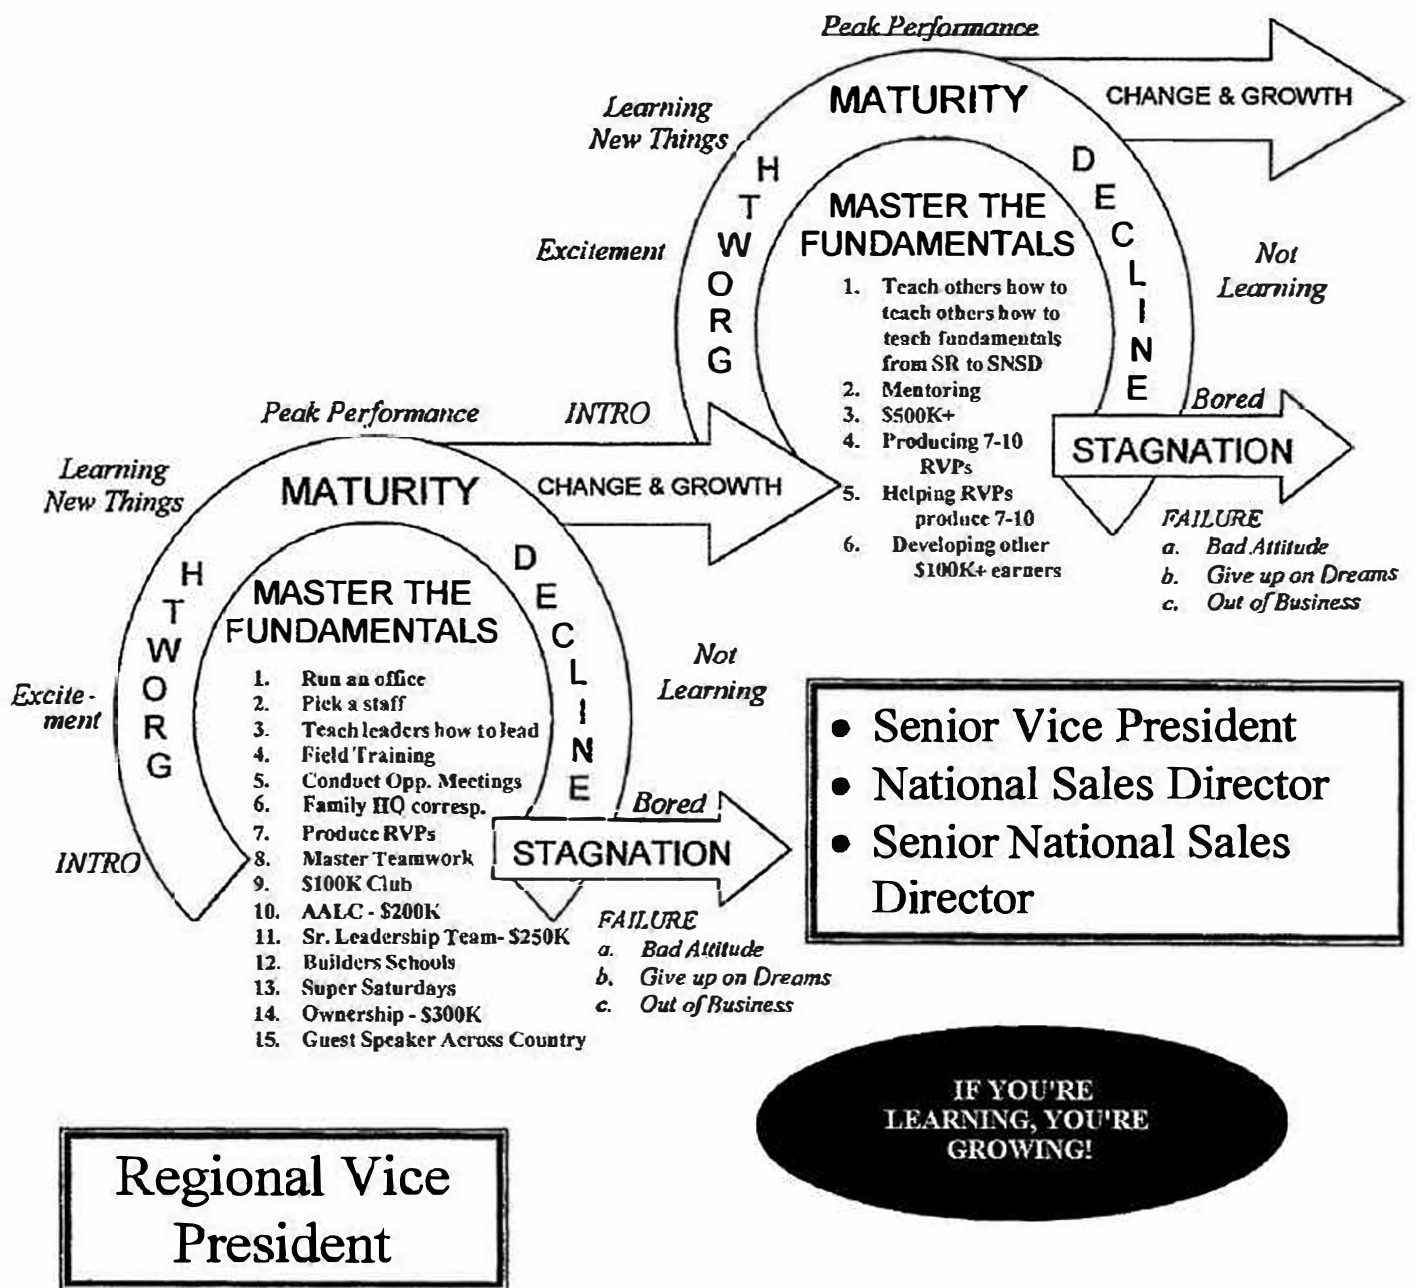 Peak Performance
MATURITY
CHANGE & GROWTH
Learning
New Things
GROWTH
DECLINE
Excitement
MASTER THE
FUNDAMENTALS
1. Teach others how to
teach others how to
teach fundamentals
from SR to SNSD
2. Mentoring
3. $500K+
4. Producing 7-10
RVPs
5. Helping RVPs
produce 7-10
6. Developing other
$100K+ earners
Not
Learning
Bored
STAGNATION
FAILURE
a. Bad Attitude
b. Give up on Dreams
c. Out of Business
Peak Performance
INTRO
MATURITY
CHANGE & GROWTH
Learning
New Things
GROWTH
DECLINE
Excite-
ment
INTRO
MASTER THE
FUNDAMENTALS
1. Run an office
2. Pick a staff
3. Teach leaders how to lead
4. Field Training
5. Conduct Opp. Meetings
6. Family HQ corresp.
7. Produce RVPs
8. Master Teamwork
9. $100K Club
10. AALC - $200K
11. Sr. Leadership Team- $250K
12. Builders Schools
13. Super Saturdays
14. Ownership - $300K
15. Guest Speaker Across Country
Not
Learning
Bored
STAGNATION
FAILURE
a. Bad Attitude
b. Give up on Dreams
c. Out of Business
• Senior Vice President
• National Sales Director
• Senior National Sales
Director
IF YOU'RE
LEARNING, YOU'RE
GROWING!
Regional Vice
President